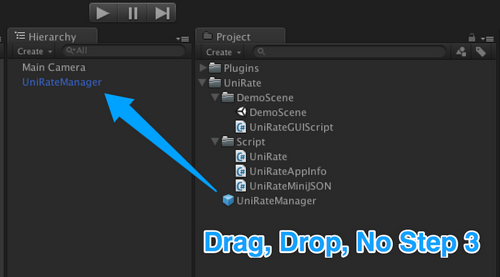 Hierarchy
Create
All
Main Camera
UniRateManager
Project
Create
Plugins
UniRate
DemoScene
DemoScene
UniRateGUIScript
Script
UniRate
UniRateAppInfo
UniRateMiniJSON
UniRateManager
Drag, Drop, No Step 3